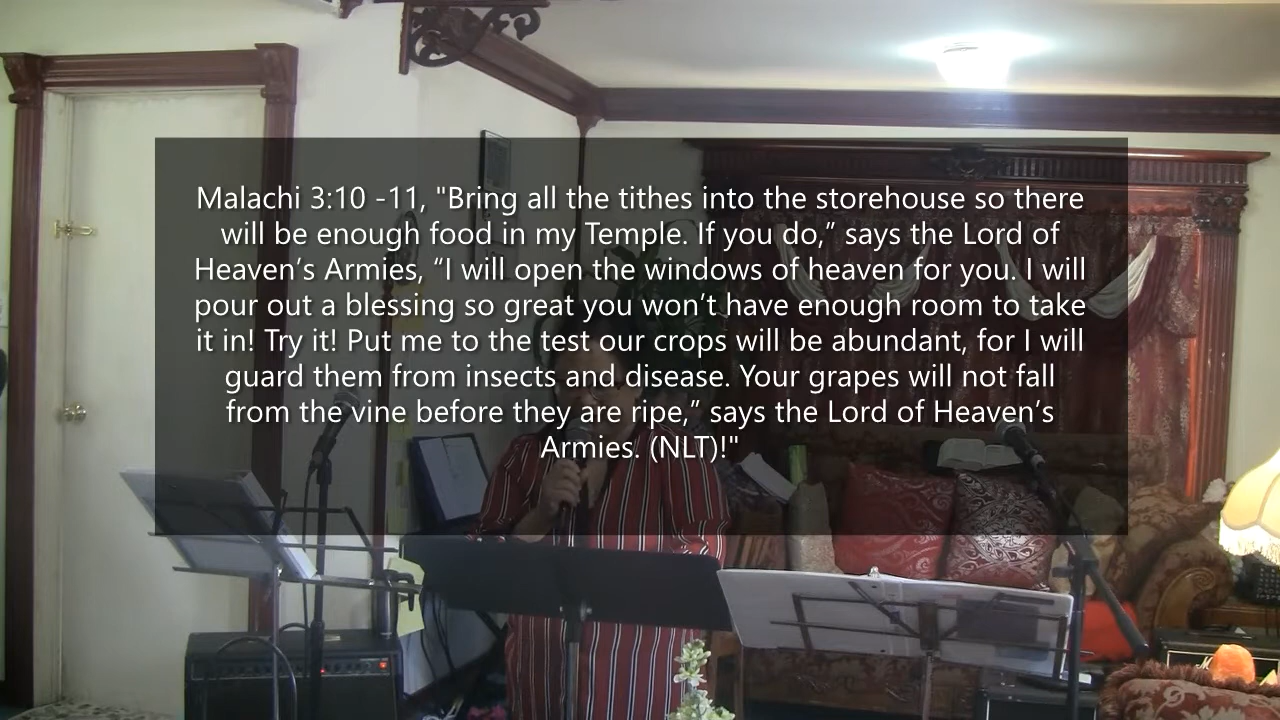 Malachi 3:10 -11, "Bring all the tithes into the storehouse so there
will be enough food in my Temple. If you do,” says the Lord of
Heaven’s Armies, “I will open the windows of heaven for you. I will
pour out a blessing so great you won’t have enough room to take
it in! Try it! Put me to the test our crops will be abundant, for I will
guard them from insects and disease. Your grapes will not fall
from the vine before they are ripe,” says the Lord of Heaven’s
Armies. (NLT)!"